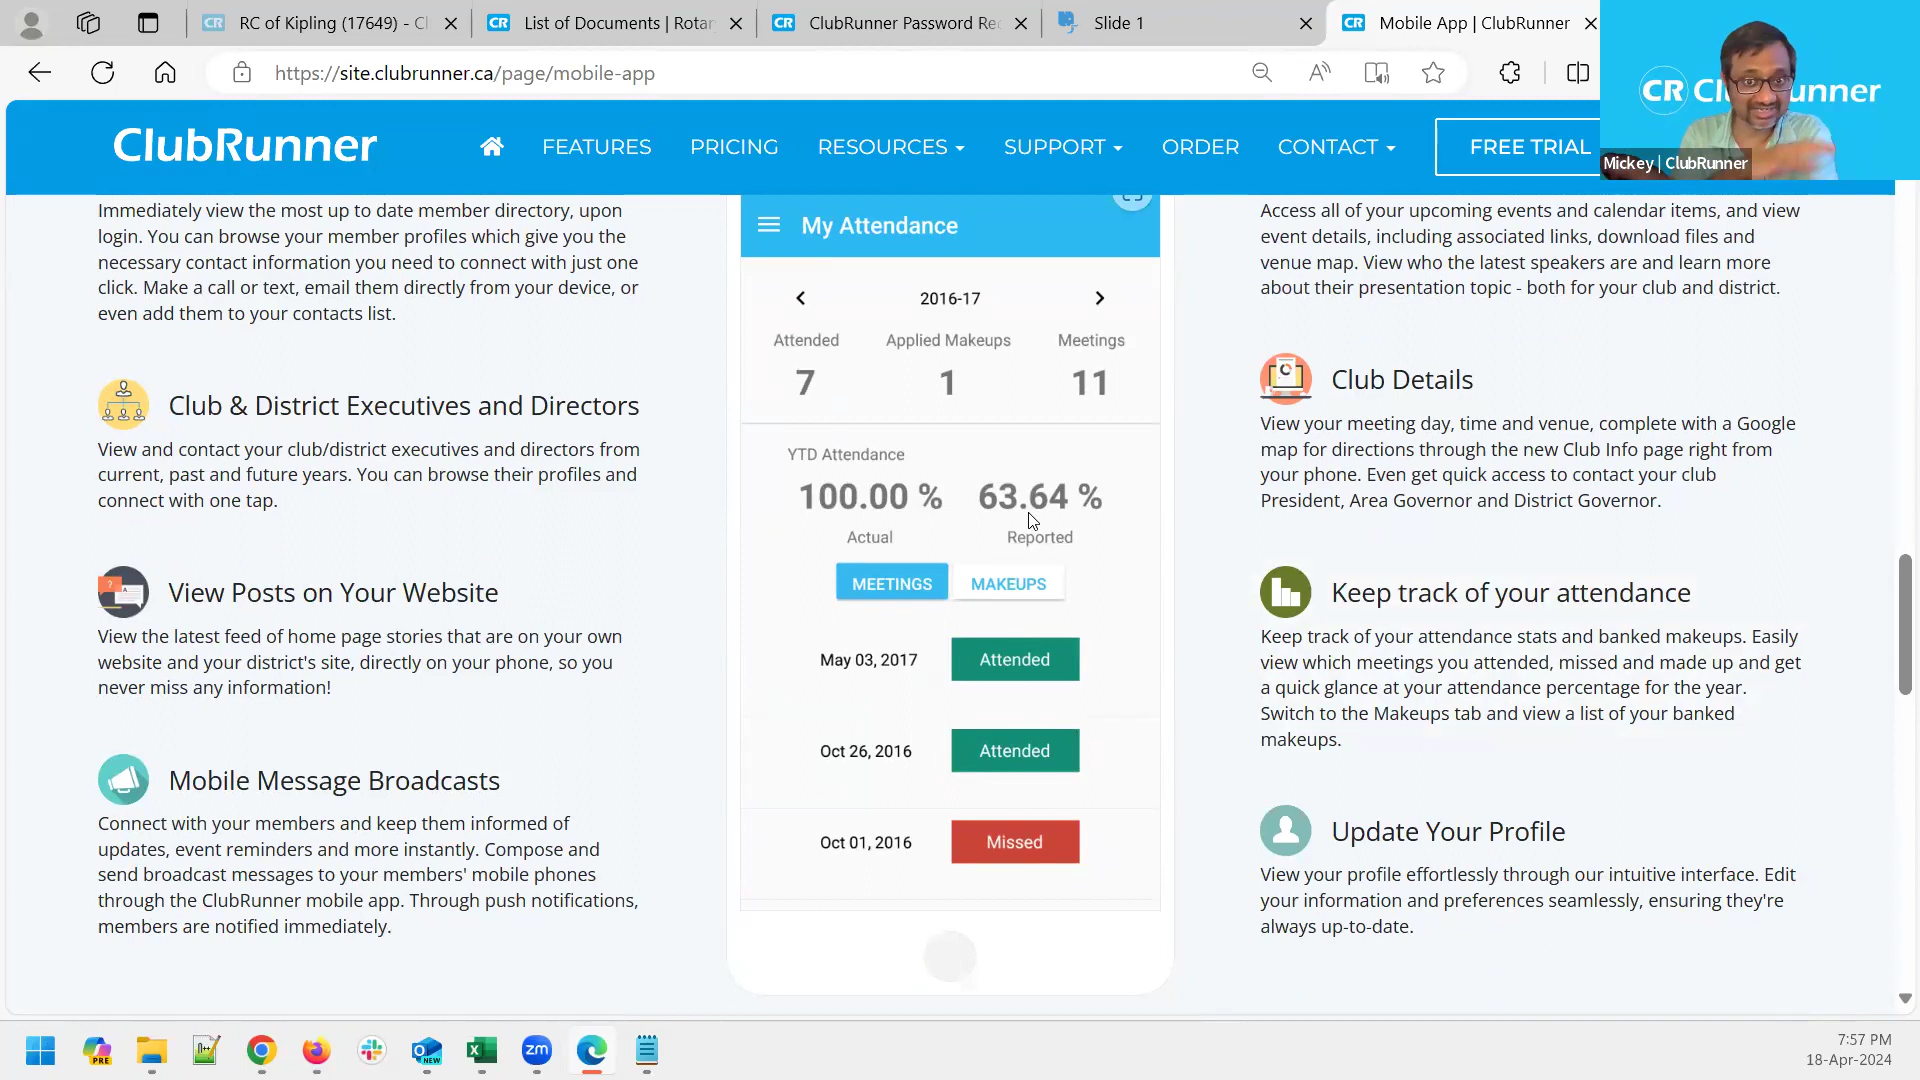 RC of Kipling (17649) - Cl
List of Documents | Rotar
ClubRunner Password Re
Slide 1
Mobile App | ClubRunner
https://site.clubrunner.ca/page/mobile-app
ClubRunner
FEATURES
PRICING
RESOURCES
SUPPORT
ORDER
CONTACT
FREE TRIAL
CR Cl unner
Mickey | ClubRunner
Immediately view the most up to date member directory, upon
login. You can browse your member profiles which give you the
necessary contact information you need to connect with just one
click. Make a call or text, email them directly from your device, or
even add them to your contacts list.
Club & District Executives and Directors
View and contact your club/district executives and directors from
current, past and future years. You can browse their profiles and
connect with one tap.
View Posts on Your Website
View the latest feed of home page stories that are on your own
website and your district's site, directly on your phone, so you
never miss any information!
Mobile Message Broadcasts
Connect with your members and keep them informed of
updates, event reminders and more instantly. Compose and
send broadcast messages to your members' mobile phones
through the ClubRunner mobile app. Through push notifications,
members are notified immediately.
My Attendance
2016-17
Attended Applied Makeups Meetings
7 1 11
YTD Attendance
100.00 % 63.64 %
Actual Reported
MEETINGS MAKEUPS
May 03, 2017 Attended
Oct 26, 2016 Attended
Oct 01, 2016 Missed
Access all of your upcoming events and calendar items, and view
event details, including associated links, download files and
venue map. View who the latest speakers are and learn more
about their presentation topic - both for your club and district.
Club Details
View your meeting day, time and venue, complete with a Google
map for directions through the new Club Info page right from
your phone. Even get quick access to contact your club
President, Area Governor and District Governor.
Keep track of your attendance
Keep track of your attendance stats and banked makeups. Easily
view which meetings you attended, missed and made up and get
a quick glance at your attendance percentage for the year.
Switch to the Makeups tab and view a list of your banked
makeups.
Update Your Profile
View your profile effortlessly through our intuitive interface. Edit
your information and preferences seamlessly, ensuring they're
always up-to-date.
PRE
NEW
zm
7:57 PM
18-Apr-2024